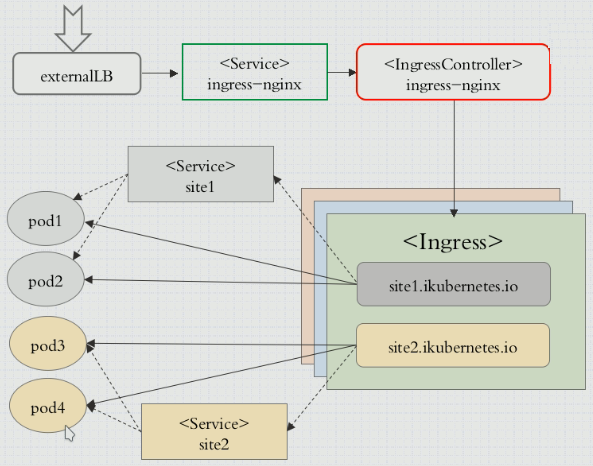 externalLB
<Service>
ingress-nginx
<IngressController>
ingress-nginx
<Service>
site1
pod1
pod2
<Ingress>
site1.ikubernetes.io
pod3
site2.ikubernetes.io
pod4
<Service>
site2